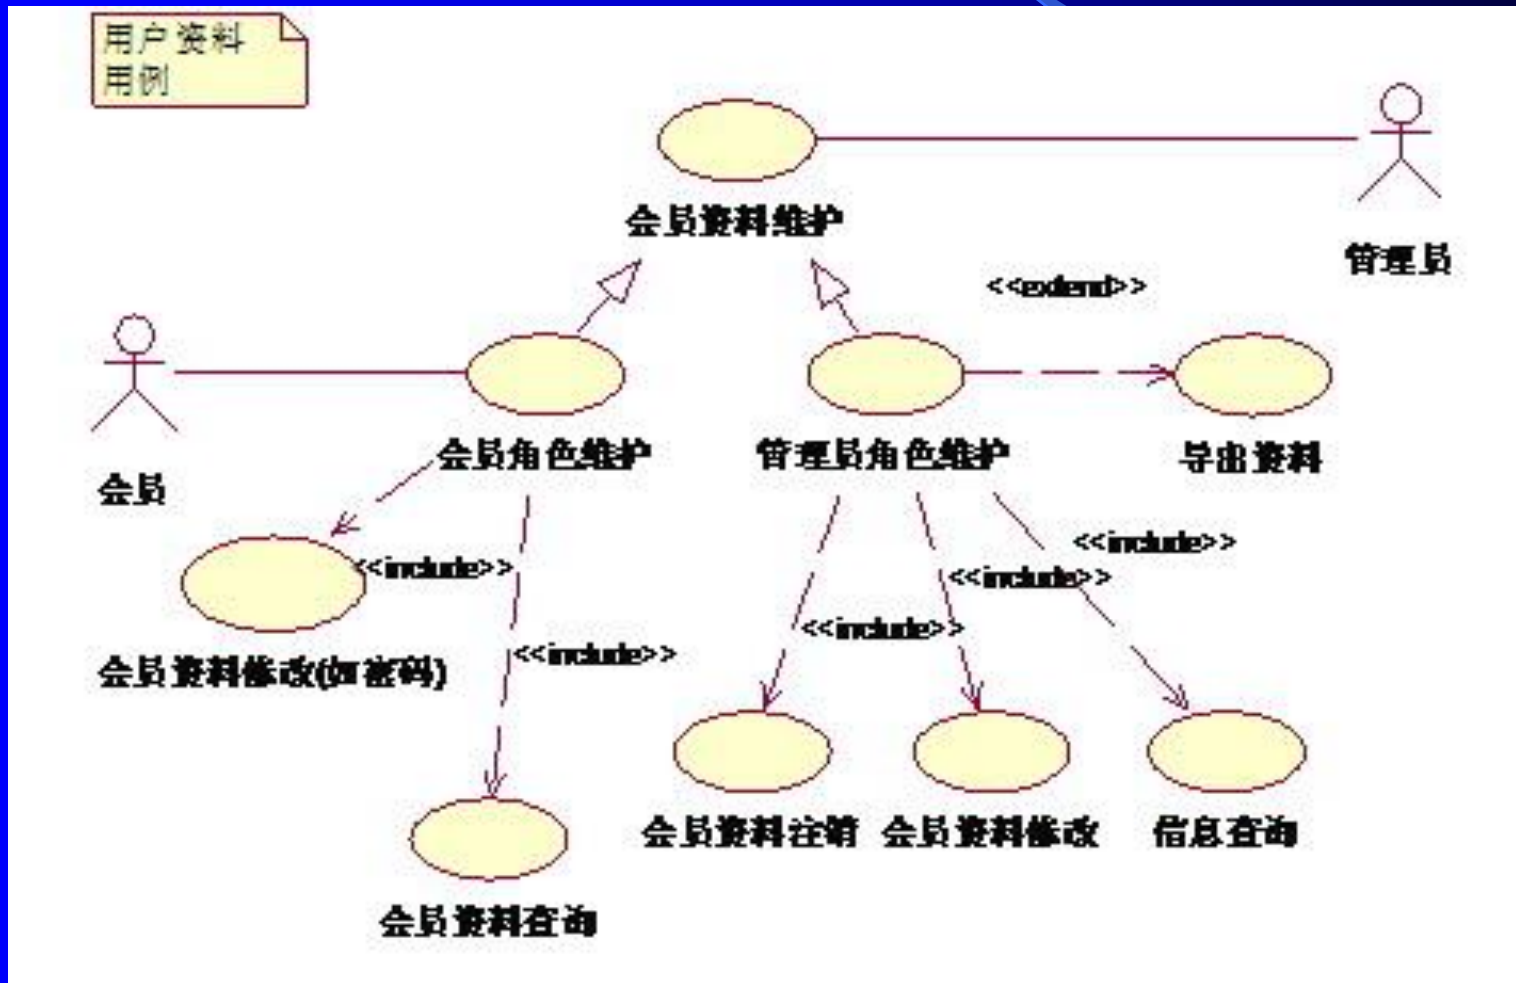 用户资料
用例
会员资料维护
管理员
<<extend>>
会员角色维护
管理员角色维护
导出资料
会员
<<include>>
<<include>>
<<include>>
<<include>>
<<include>>
会员资料修改(如密码)
会员资料注销
会员资料修改
信息查询
会员资料查询